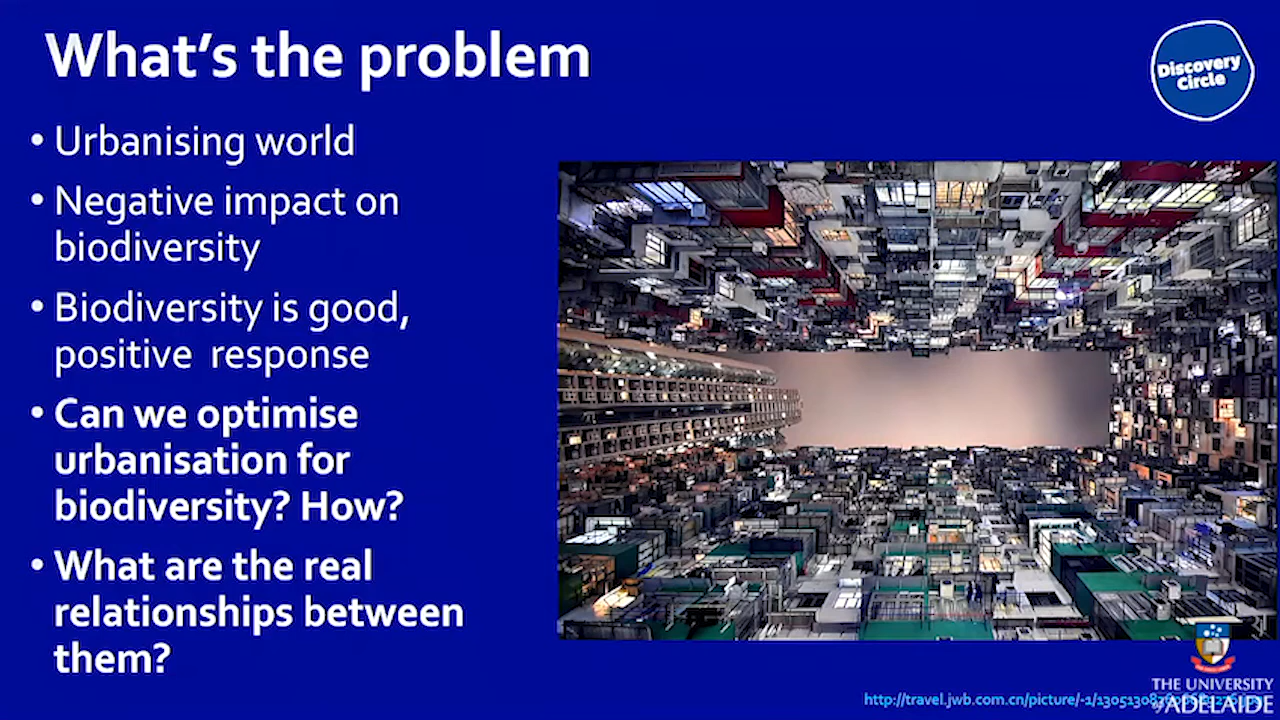 What's the problem
Discovery
Circle
• Urbanising world
• Negative impact on
biodiversity
• Biodiversity is good,
positive response
• Can we optimise
urbanisation for
biodiversity? How?
• What are the real
relationships between
them?
THE UNIVERSITY
of ADELAIDE